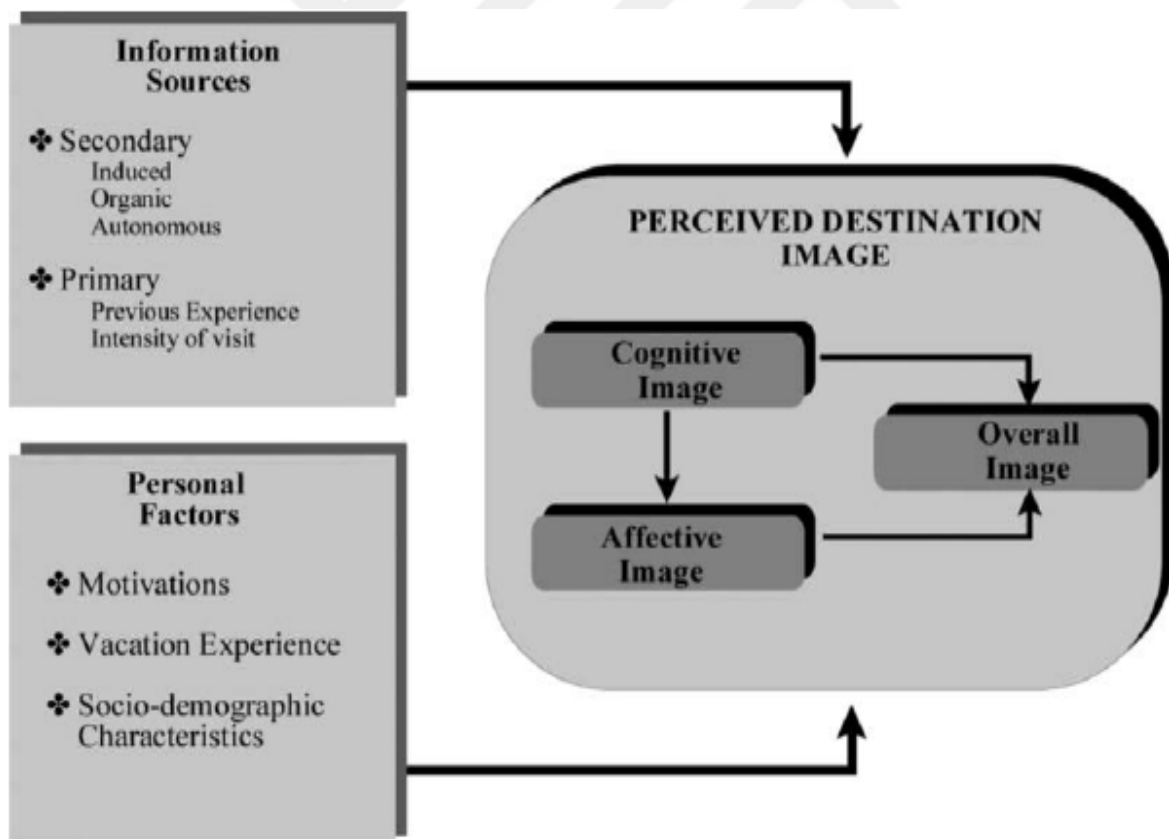 Information
Sources
✤ Secondary
Induced
Organic
Autonomous
✤ Primary
Previous Experience
Intensity of visit
Personal
Factors
✤ Motivations
✤ Vacation Experience
✤ Socio-demographic
Characteristics
PERCEIVED DESTINATION
IMAGE
Cognitive
Image
Affective
Image
Overall
Image